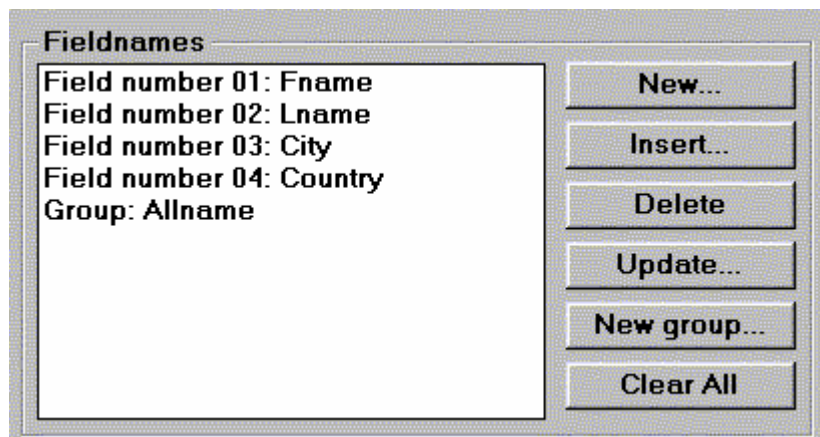 Fieldnames
Field number 01: Fname
Field number 02: Lname
Field number 03: City
Field number 04: Country
Group: Allname
New...
Insert...
Delete
Update...
New group...
Clear All